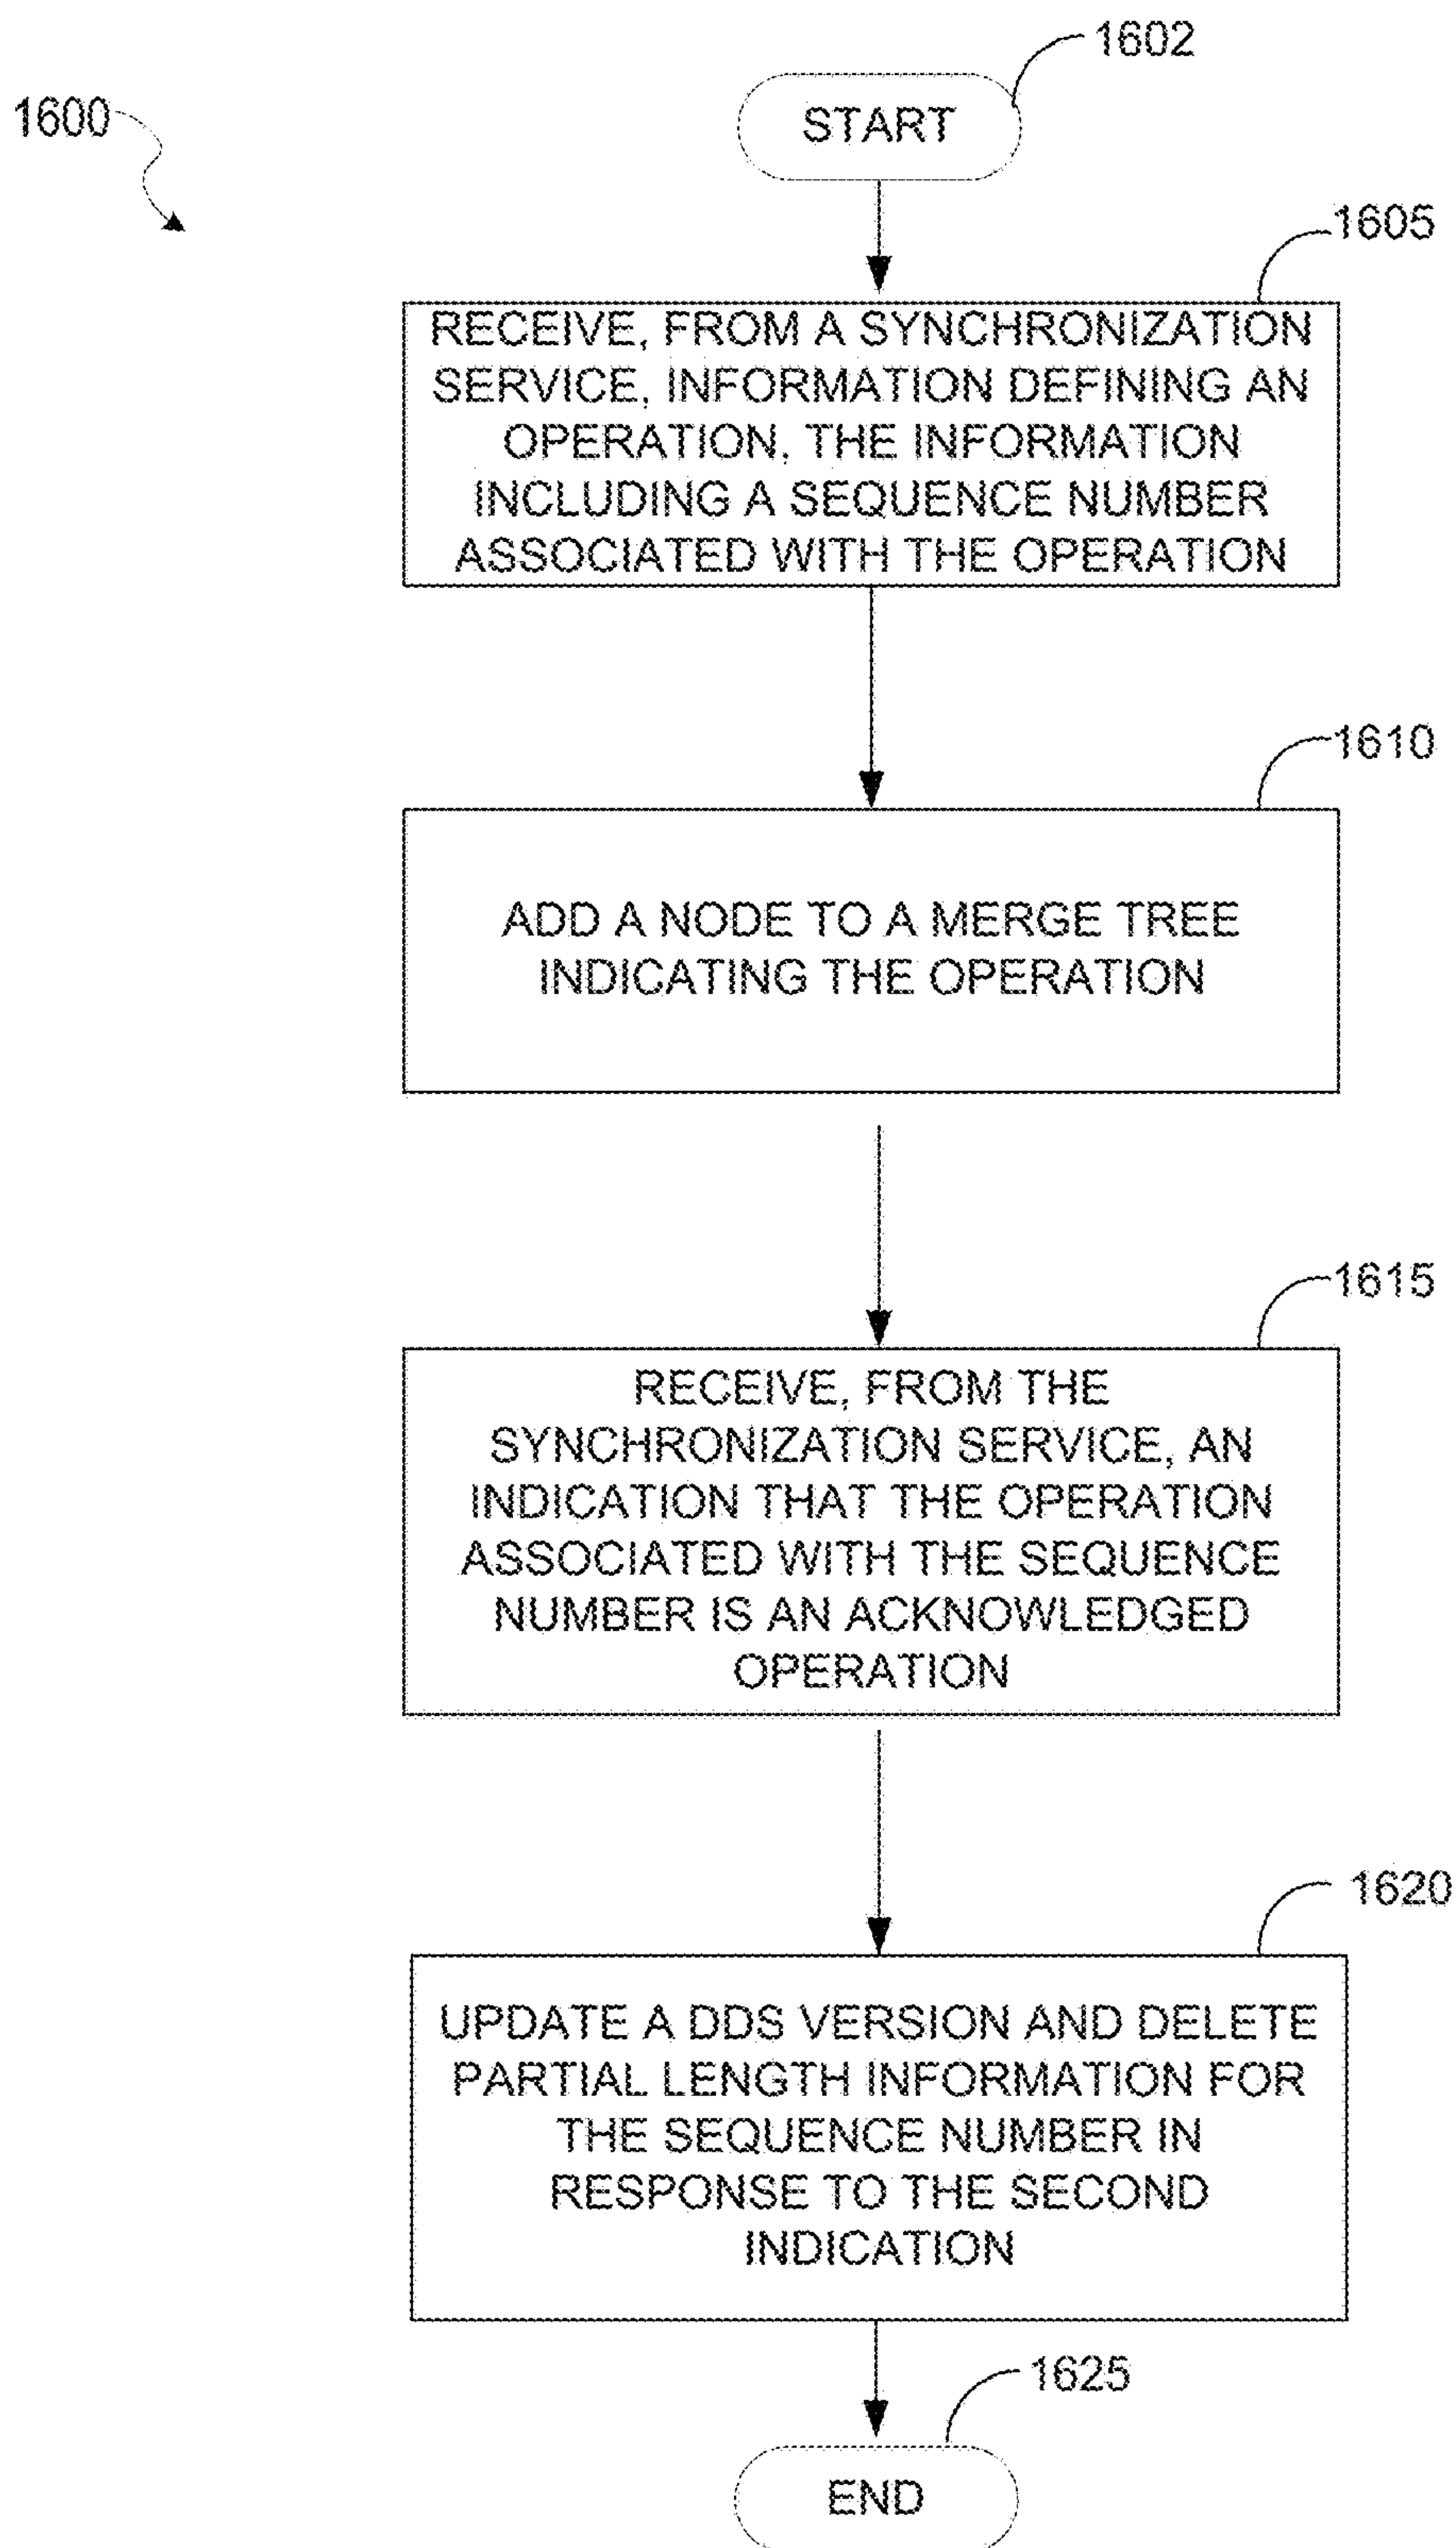 1602
1600
START
1605
RECEIVE, FROM A SYNCHRONIZATION
SERVICE, INFORMATION DEFINING AN
OPERATION, THE INFORMATION
INCLUDING A SEQUENCE NUMBER
ASSOCIATED WITH THE OPERATION
1610
ADD A NODE TO A MERGE TREE
INDICATING THE OPERATION
1615
RECEIVE, FROM THE
SYNCHRONIZATION SERVICE, AN
INDICATION THAT THE OPERATION
ASSOCIATED WITH THE SEQUENCE
NUMBER IS AN ACKNOWLEDGED
OPERATION
1620
UPDATE A DDS VERSION AND DELETE
PARTIAL LENGTH INFORMATION FOR
THE SEQUENCE NUMBER IN
RESPONSE TO THE SECOND
INDICATION
1625
END